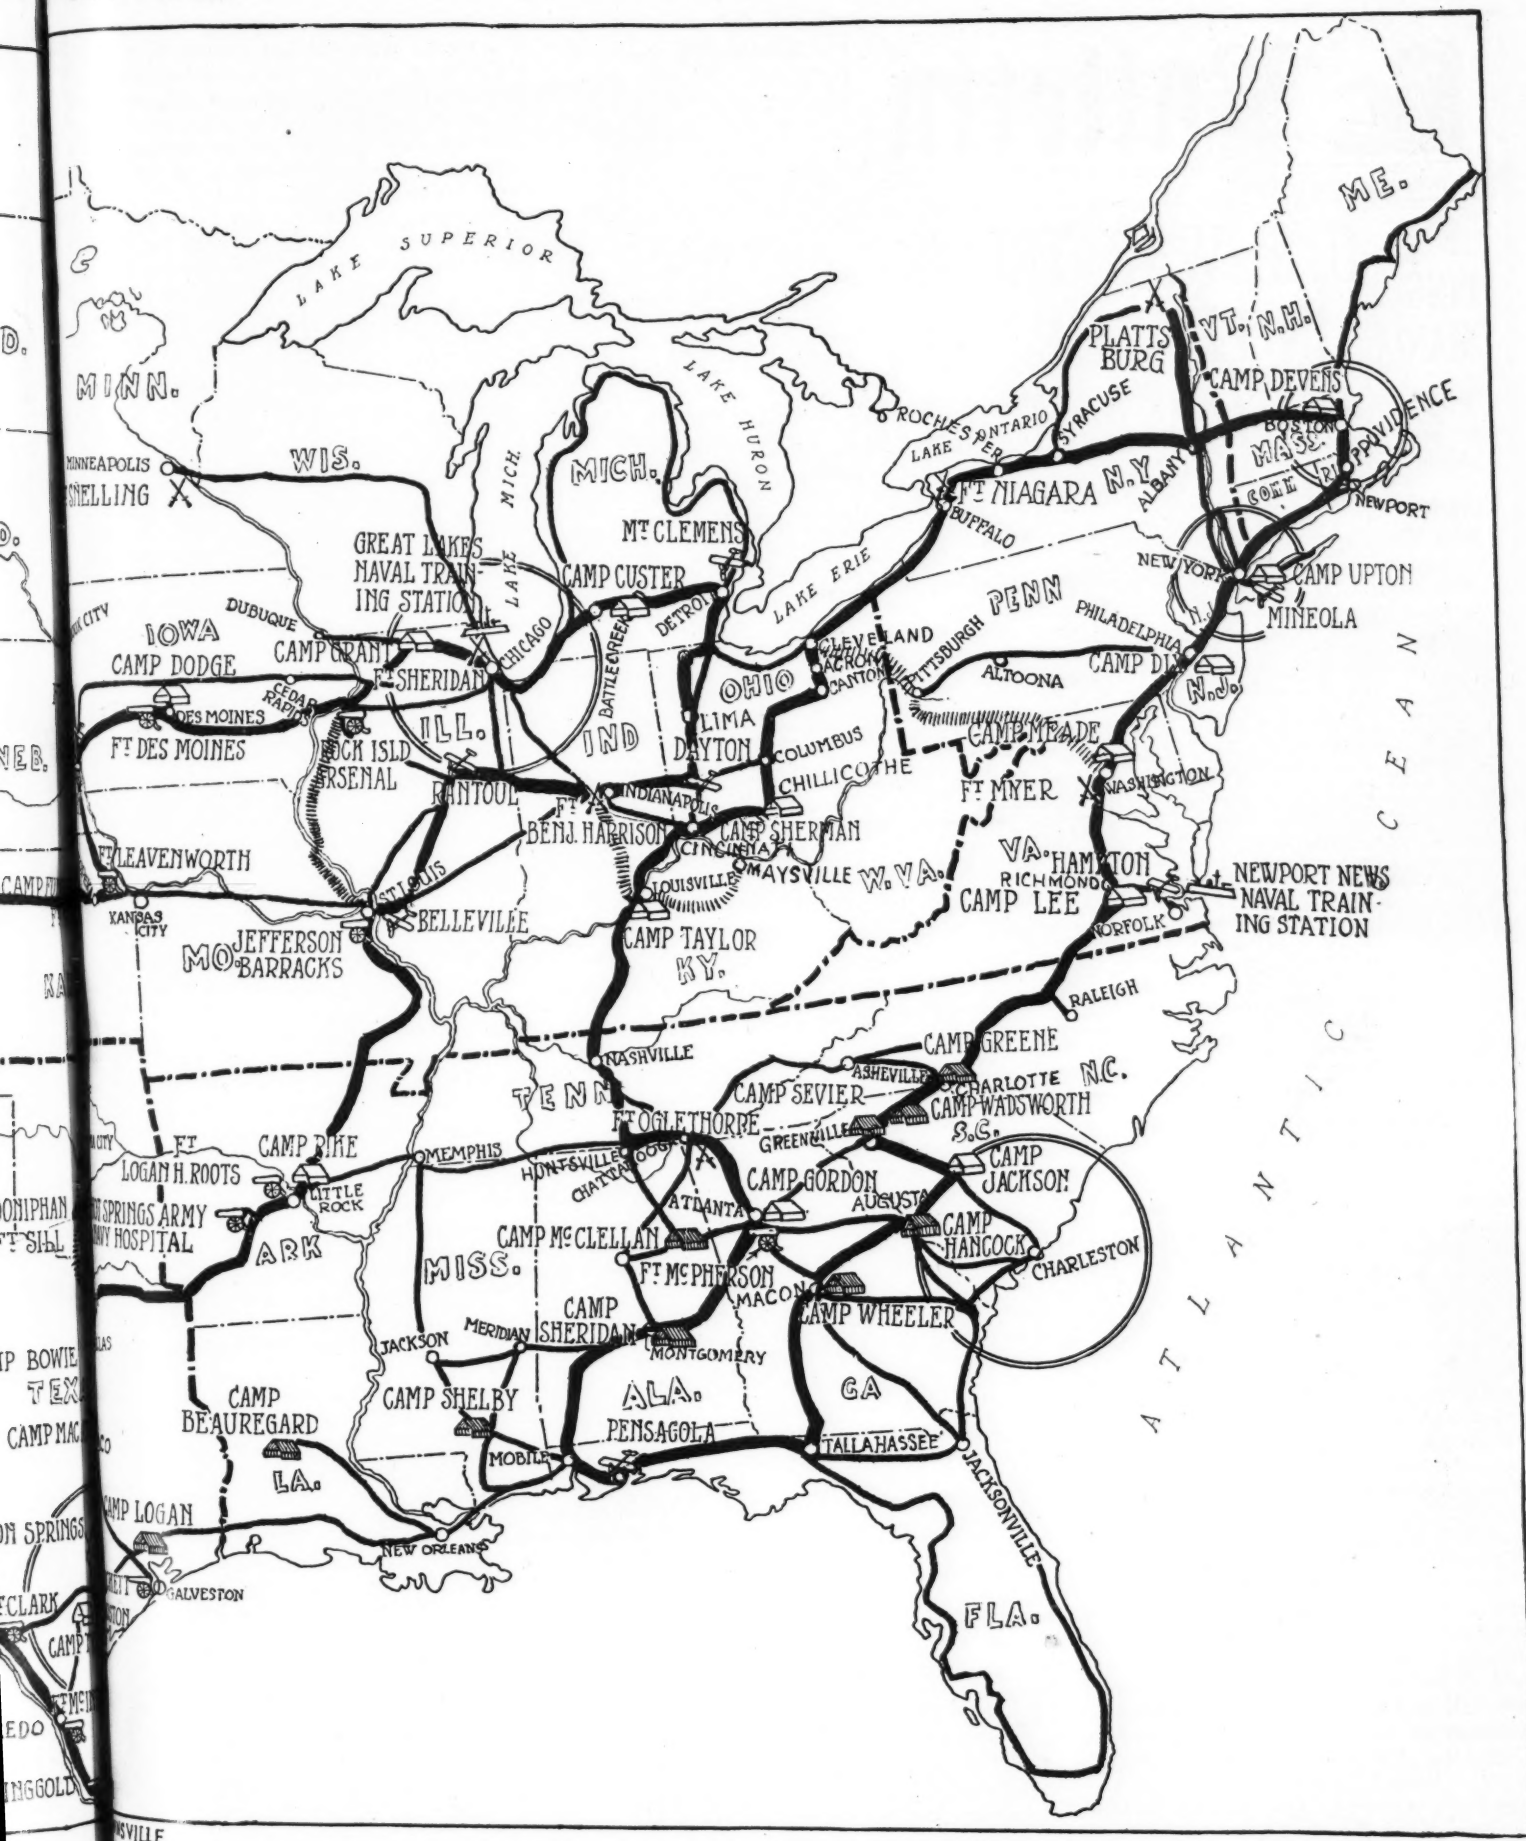 ME.
LAKE SUPERIOR
D.
MINN.
VT.
N.H.
PLATTS
BURG
LAKE HURON
CAMP DEVENS
PROVIDENCE
ROCHESTER
LAKE ONTARIO
SYRACUSE
BOSTON
MASS.
WIS.
MICH.
LAKE MICH.
MINNEAPOLIS
SNELLING
FT NIAGARA
N.Y.
ALBANY
CONN
R.I.
NEWPORT
BUFFALO
MT CLEMENS
GREAT LAKES
NAVAL TRAIN-
ING STATION
CAMP CUSTER
LAKE ERIE
NEW YORK
CAMP UPTON
MINEOLA
PENN
PHILADELPHIA
N.J.
DUBUQUE
IOWA
CAMP DODGE
CAMP GRANT
FT SHERIDAN
CHICAGO
BATTLE CREEK
DETROIT
CLEVELAND
ACRON
CANTON
PITTSBURGH
ALTOONA
CAMP DIX
N.J.
CITY
CEDAR
RAPIDS
DES MOINES
FT DES MOINES
ILL.
IND
OHIO
LIMA
DAYTON
COLUMBUS
CHILLICOTHE
CAMP MEADE
NEB.
ROCK ISLD
ARSENAL
RANTOUL
FT
BENJ. HARRISON
INDIANAPOLIS
CAMP SHERMAN
CINCINNATI
FT MYER
WASHINGTON
FT LEAVENWORTH
ST LOUIS
LOUISVILLE
MAYSVILLE
W.VA.
VA.
HAMPTON
RICHMOND
CAMP LEE
NORFOLK
NEWPORT NEWS
NAVAL TRAIN-
ING STATION
KANSAS
CITY
BELLEVILLE
MO.
JEFFERSON
BARRACKS
CAMP TAYLOR
KY.
RALEIGH
NASHVILLE
TENN
CAMP GREENE
ASHEVILLE
CHARLOTTE
N.C.
CAMP SEVIER
CAMP WADSWORTH
S.C.
FT OGLETHORPE
GREENVILLE
CAMP PIKE
FT
LOGAN H. ROOTS
MEMPHIS
HUNTSVILLE
CHATTANOOGA
LITTLE
ROCK
CAMP GORDON
CAMP
JACKSON
DONIPHAN
FT SILL
SPRINGS ARMY
HOSPITAL
ARK
ATLANTA
AUGUSTA
CAMP
HANCOCK
CHARLESTON
CAMP McCLELLAN
MISS.
FT McPHERSON
MACON
CAMP WHEELER
CAMP
SHERIDAN
MONTGOMERY
JACKSON
MERIDIAN
BOWIE
TEX
CAMP MAC
CAMP
BEAUREGARD
CAMP SHELBY
ALA.
GA
PENSACOLA
MOBILE
TALLAHASSEE
JACKSONVILLE
LA.
CAMP LOGAN
SPRINGS
NEW ORLEANS
GALVESTON
CLARK
CAMP
FLA.
RINGGOLD
ATLANTIC OCEAN